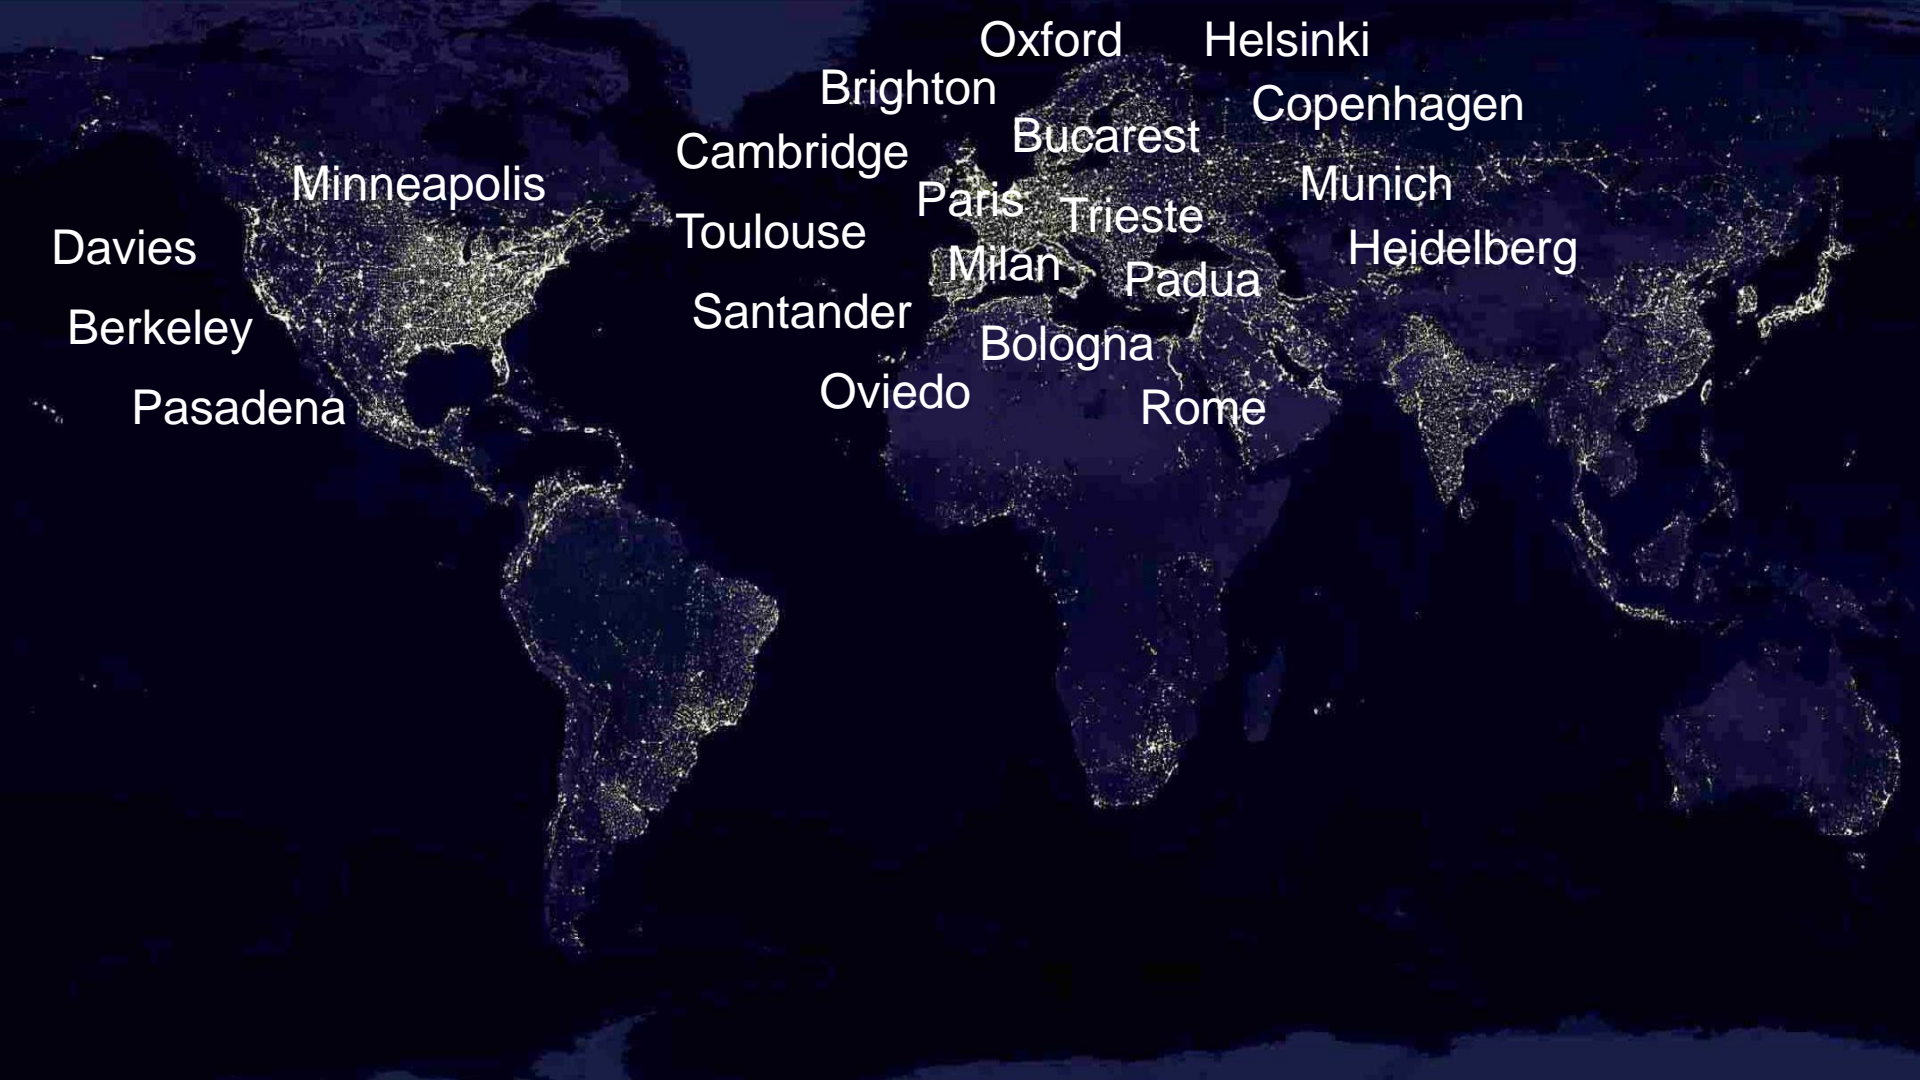 Oxford Helsinki
Brighton Copenhagen
Bucarest
Cambridge
Minneapolis Paris Munich
Trieste
Davies Toulouse Heidelberg
Milan Padua
Berkeley Santander
Bologna
Pasadena Oviedo Rome